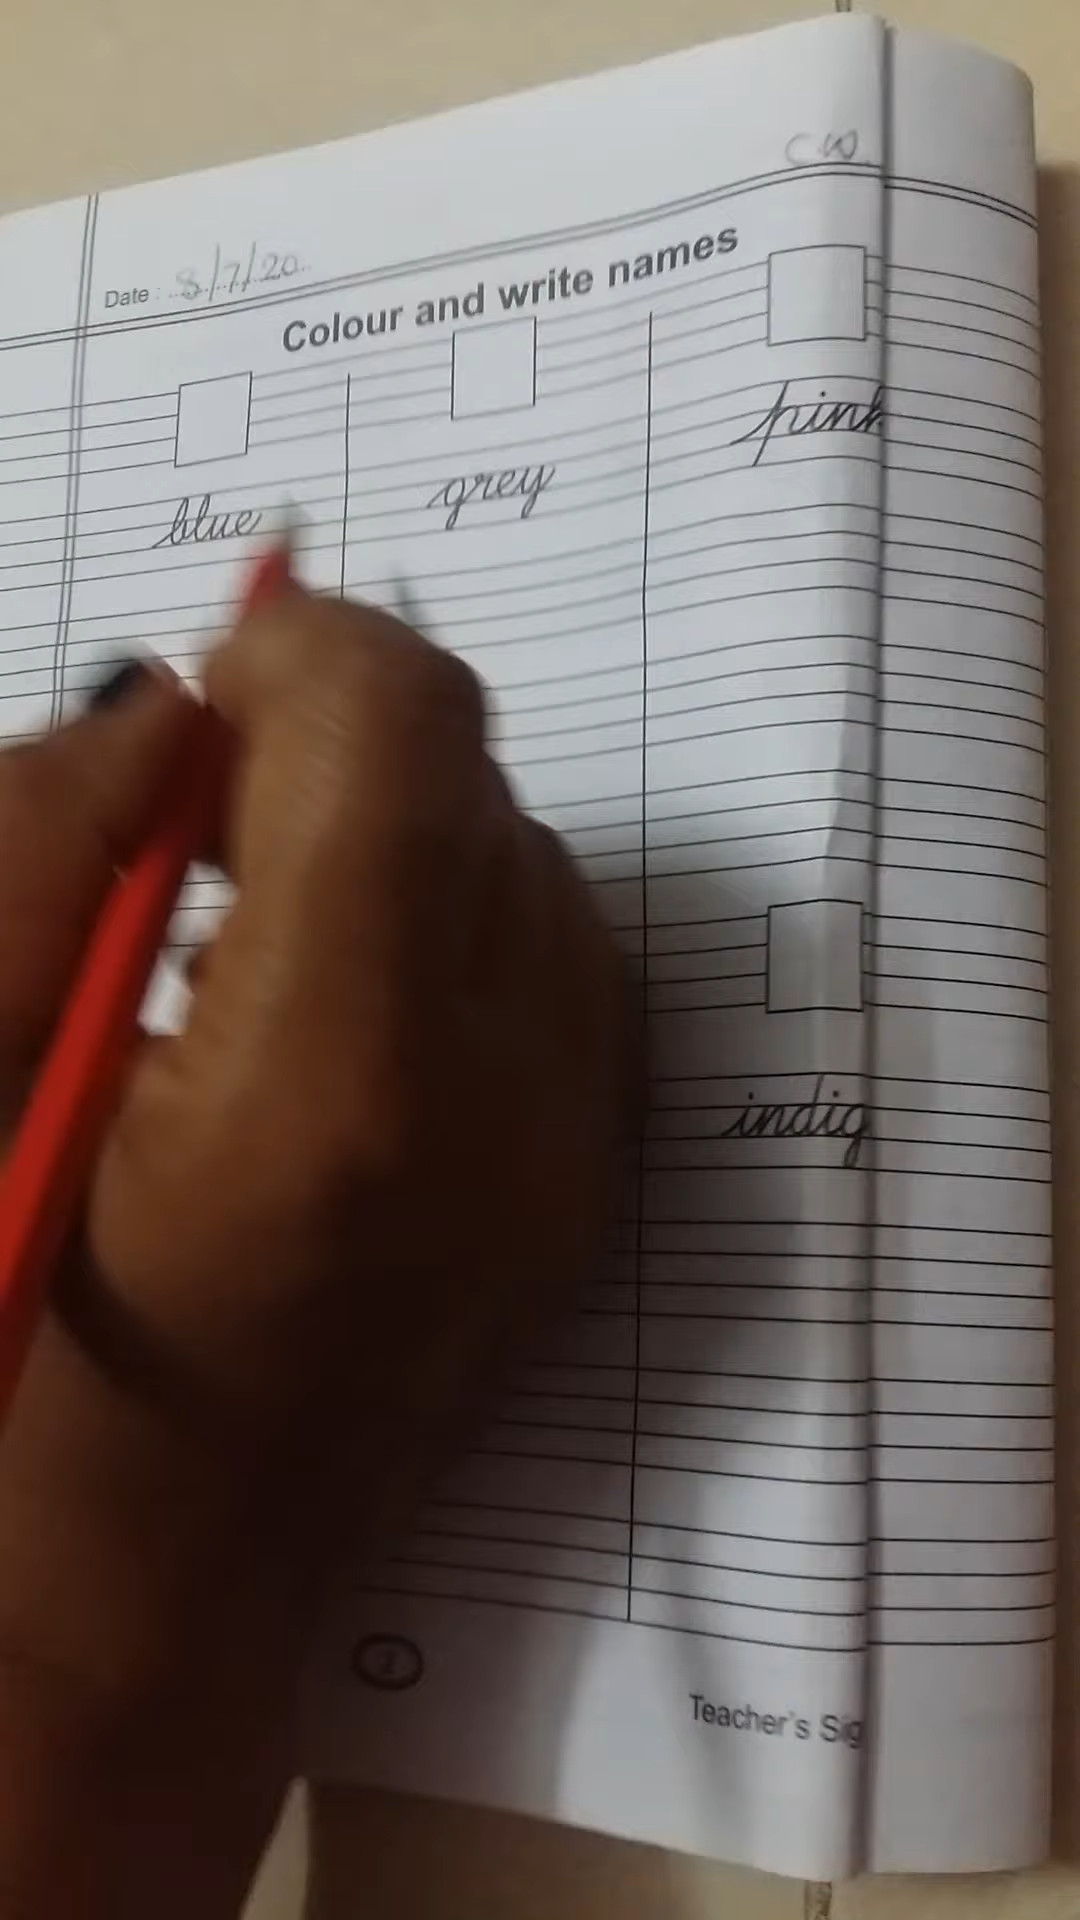 C.W.
Date : 8/7/20
Colour and write names
blue grey pink
indig
Teacher's Sig